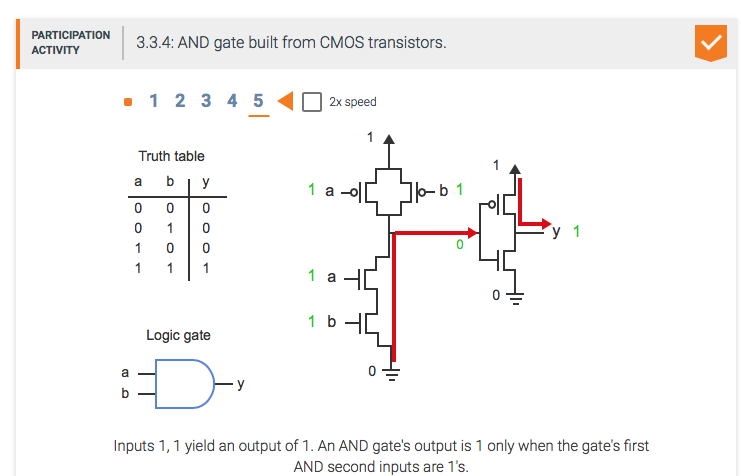 PARTICIPATION
ACTIVITY
3.3.4: AND gate built from CMOS transistors.
1 2 3 4 5
2x speed
Truth table
a b y
0 0 0
0 1 0
1 0 0
1 1 1
Logic gate
a
b
y
1
1 a
b 1
1 a
1 b
0
0
1
y 1
0
Inputs 1, 1 yield an output of 1. An AND gate's output is 1 only when the gate's first
AND second inputs are 1's.